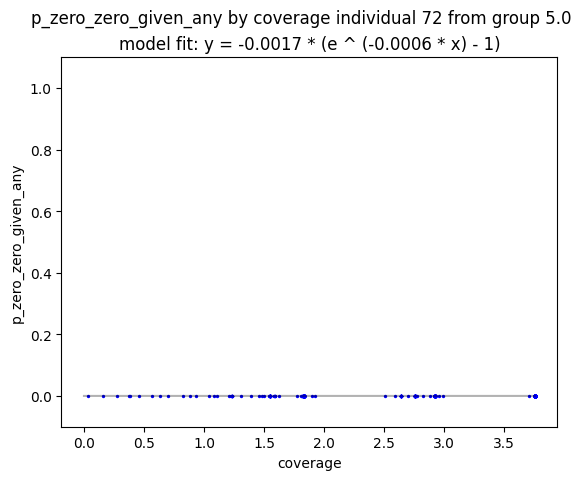 p_zero_zero_given_any by coverage individual 72 from group 5.0
model fit: y = -0.0017 * (e ^ (-0.0006 * x) - 1)
1.0
0.8
0.6
0.4
0.2
0.0
p_zero_zero_given_any
0.0 0.5 1.0 1.5 2.0 2.5 3.0 3.5
coverage